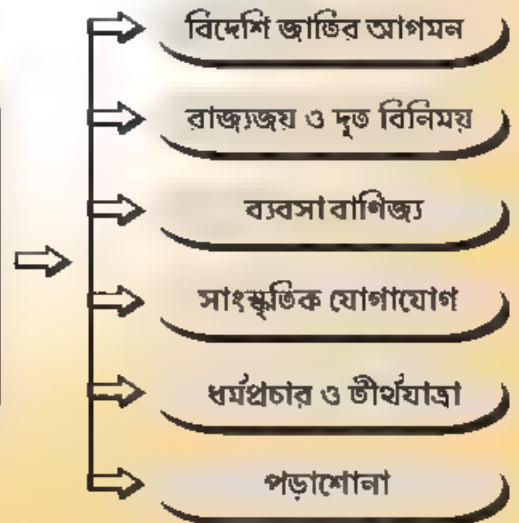 বিদেশি জাতির আগমন
রাজ্যজয় ও দূত বিনিময়
ব্যবসা বাণিজ্য
সাংস্কৃতিক যোগাযোগ
ধর্মপ্রচার ও তীর্থযাত্রা
পড়াশোনা